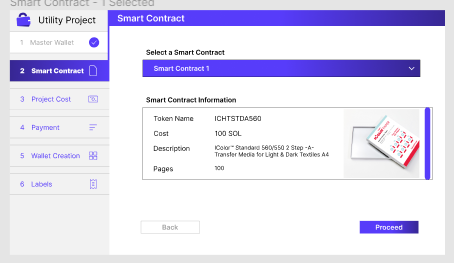 Smart Contract - 1 Selected
Utility Project
Smart Contract
1 Master Wallet
2 Smart Contract
3 Project Cost
4 Payment
5 Wallet Creation
6 Labels
Select a Smart Contract
Smart Contract 1
Smart Contract Information
Token Name ICHTSTDA560
Cost 100 SOL
Description IColor™ Standard 560/550 2 Step -A-
Transfer Media for Light & Dark Textiles A4
Pages 100
Back
Proceed